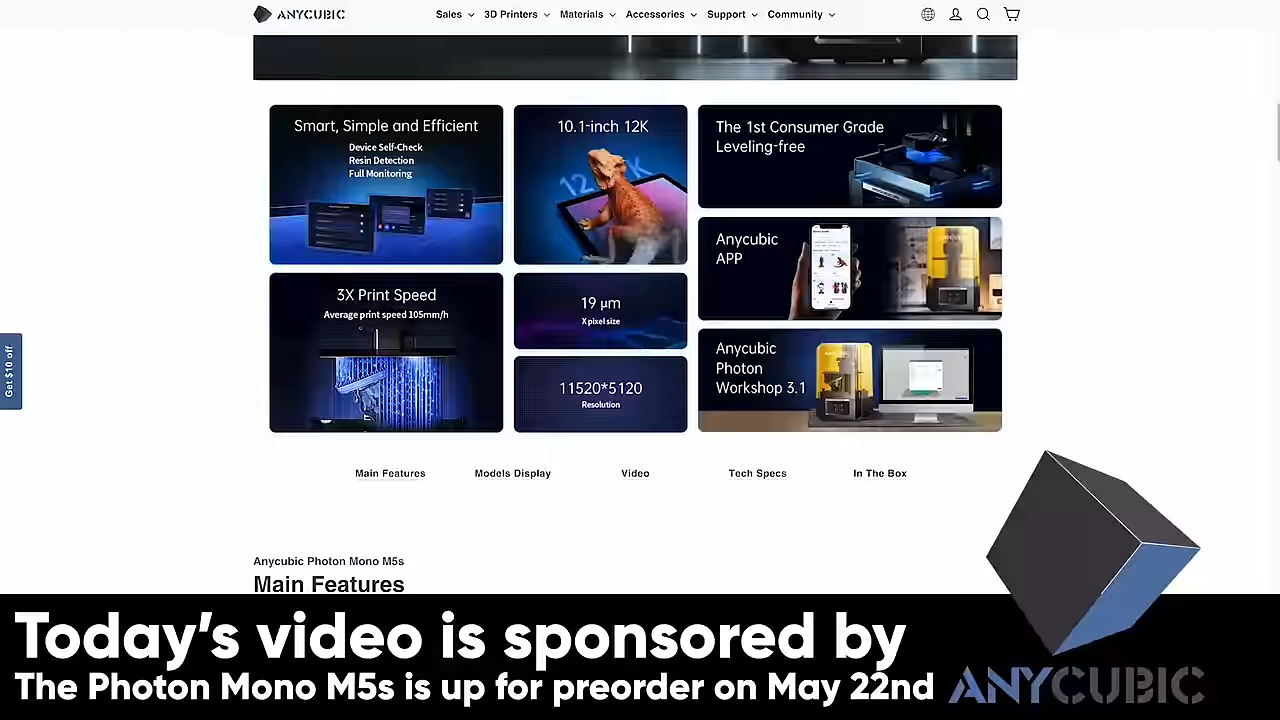 ANYCUBIC
Sales 3D Printers Materials Accessories Support Community
Smart, Simple and Efficient
Device Self-Check
Resin Detection
Full Monitoring
10.1-inch 12K
12 K
The 1st Consumer Grade
Leveling-free
Anycubic
APP
3X Print Speed
Average print speed 105mm/h
19 μm
X pixel size
11520*5120
Resolution
Anycubic
Photon
Workshop 3.1
Get $10 off
Main Features Models Display Video Tech Specs In The Box
Anycubic Photon Mono M5s
Main Features
Today's video is sponsored by
The Photon Mono M5s is up for preorder on May 22nd
ANYCUBIC